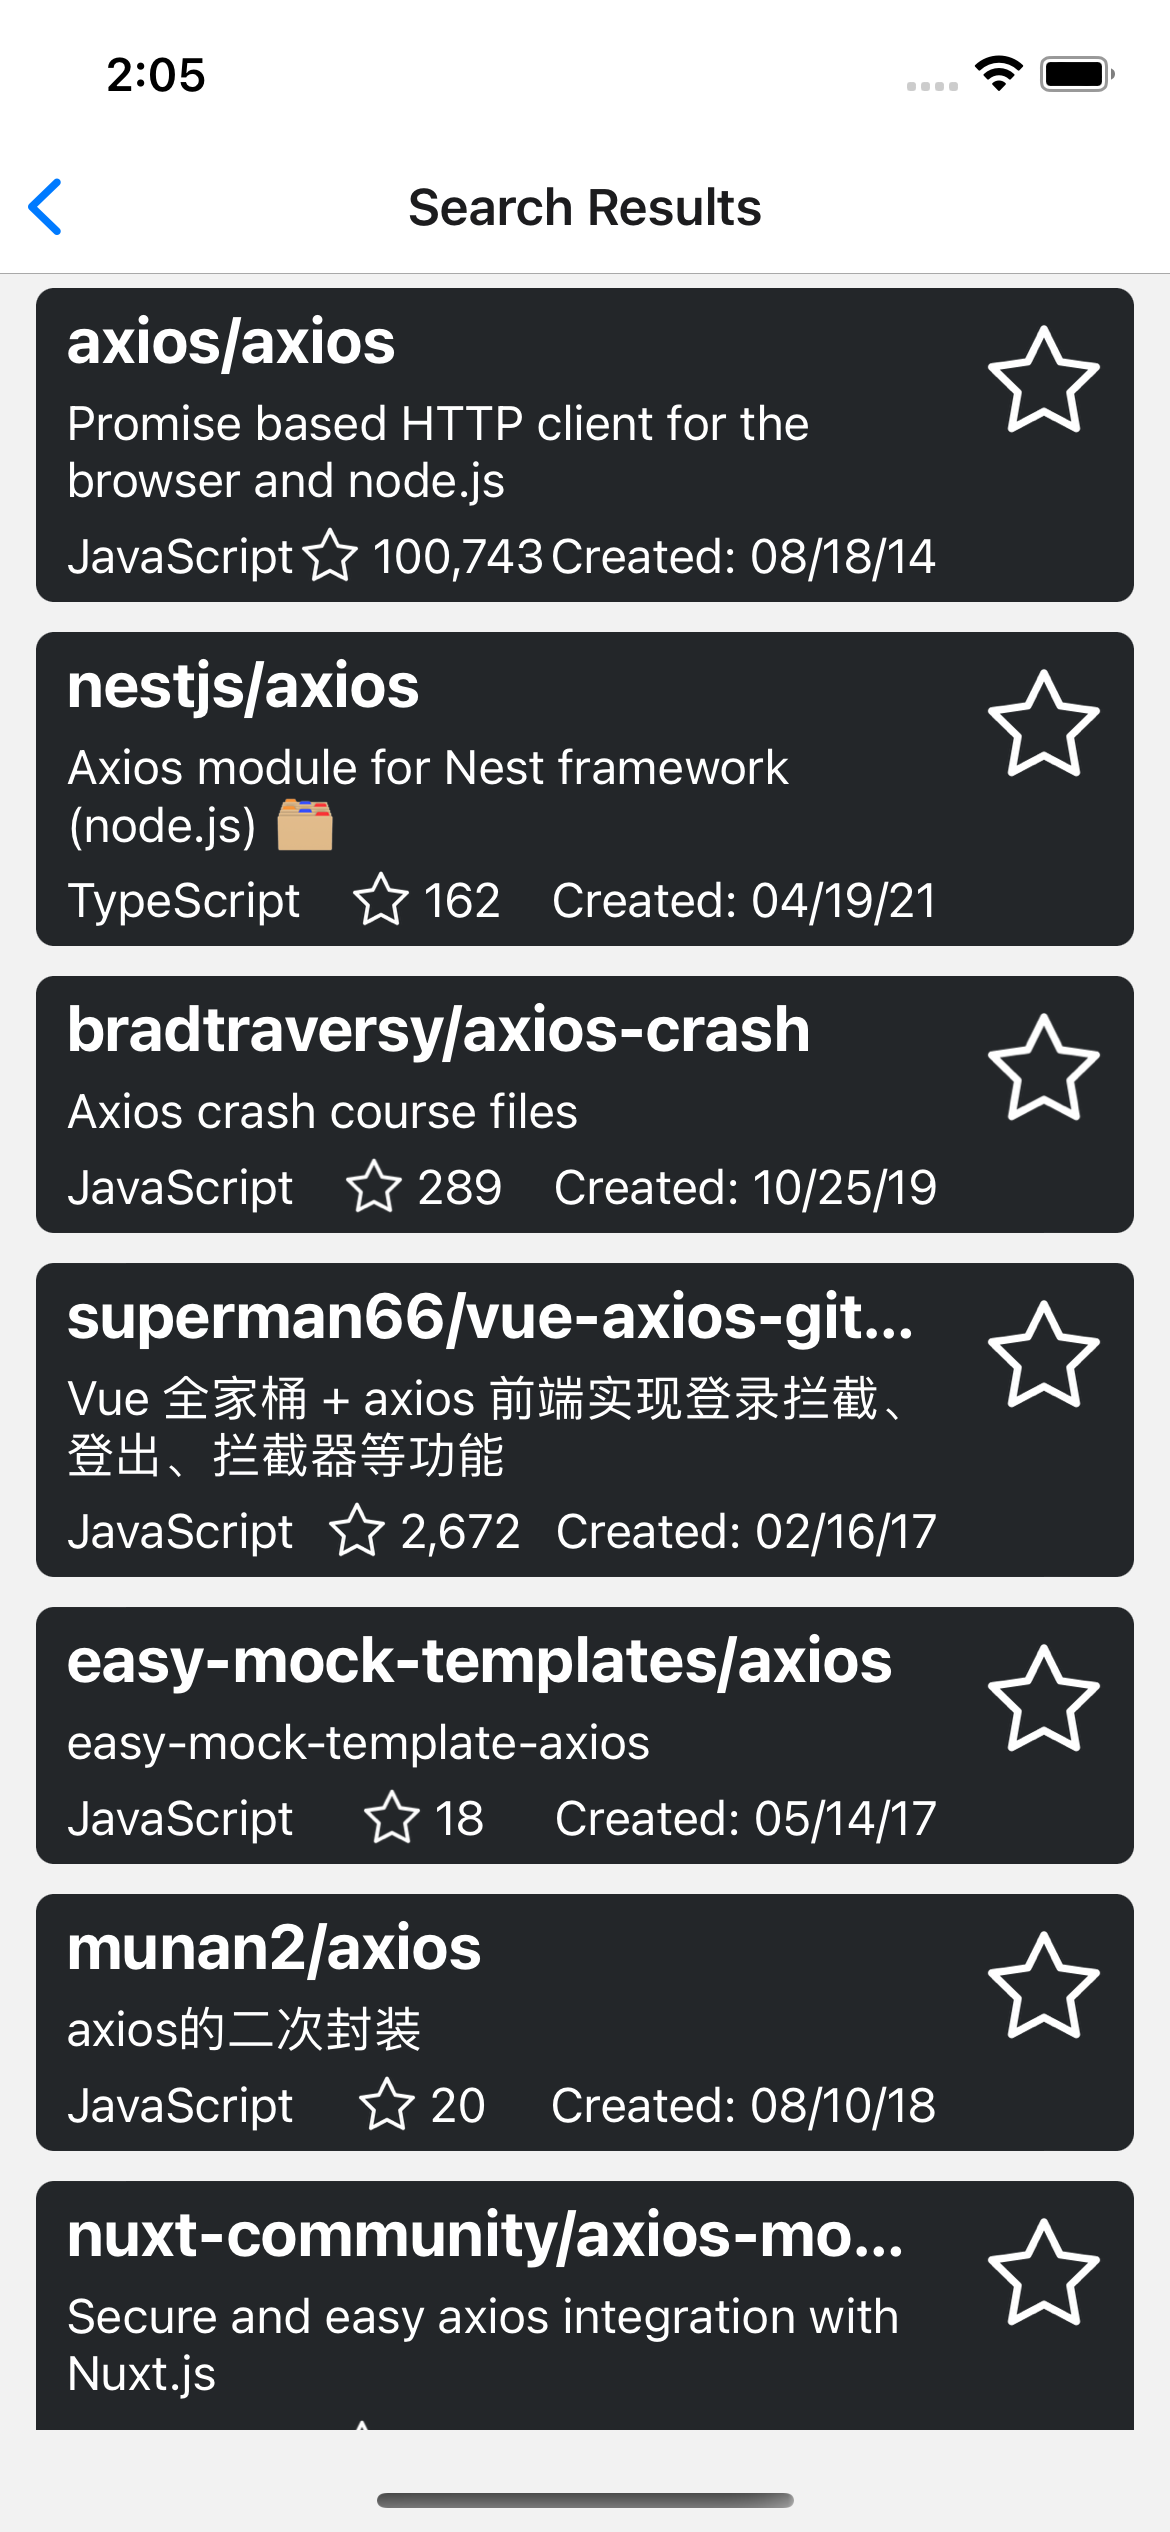 2:05
Search Results
axios/axios
Promise based HTTP client for the
browser and node.js
JavaScript 100,743 Created: 08/18/14
nestjs/axios
Axios module for Nest framework
(node.js) 🗂️
TypeScript 162 Created: 04/19/21
bradtraversy/axios-crash
Axios crash course files
JavaScript 289 Created: 10/25/19
superman66/vue-axios-git...
Vue 全家桶 + axios 前端实现登录拦截、
登出、拦截器等功能
JavaScript 2,672 Created: 02/16/17
easy-mock-templates/axios
easy-mock-template-axios
JavaScript 18 Created: 05/14/17
munan2/axios
axios的二次封装
JavaScript 20 Created: 08/10/18
nuxt-community/axios-mo...
Secure and easy axios integration with
Nuxt.js